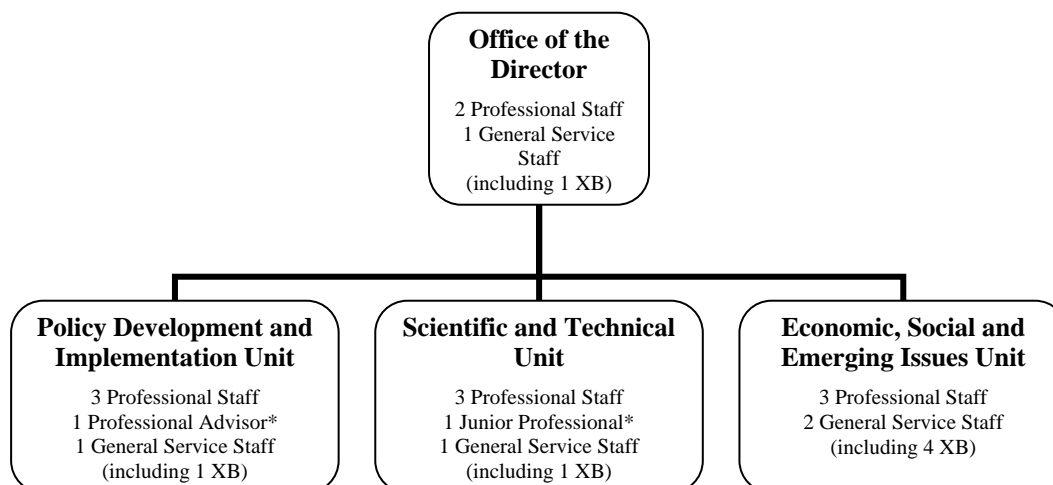 Office of the
Director
2 Professional Staff
1 General Service
Staff
(including 1 XB)
Policy Development and
Implementation Unit
3 Professional Staff
1 Professional Advisor*
1 General Service Staff
(including 1 XB)
Scientific and Technical
Unit
3 Professional Staff
1 Junior Professional*
1 General Service Staff
(including 1 XB)
Economic, Social and
Emerging Issues Unit
3 Professional Staff
2 General Service Staff
(including 4 XB)